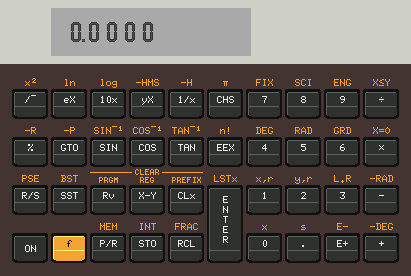 0.0000
x² ln log →HMS →H π FIX SCI ENG X≤Y
√¯ eX 10x yX 1/x CHS 7 8 9 ÷
→R →P SIN⁻¹ COS⁻¹ TAN⁻¹ n! DEG RAD GRD X=0
% GTO SIN COS TAN EEX 4 5 6 ×
CLEAR
PSE BST PRGM REG PREFIX LSTx x,r y,r L.R →RAD
R/S SST Rv X-Y CLx ENTER 1 2 3 −
MEM INT FRAC x s E- →DEG
ON f P/R STO RCL 0 . E+ +